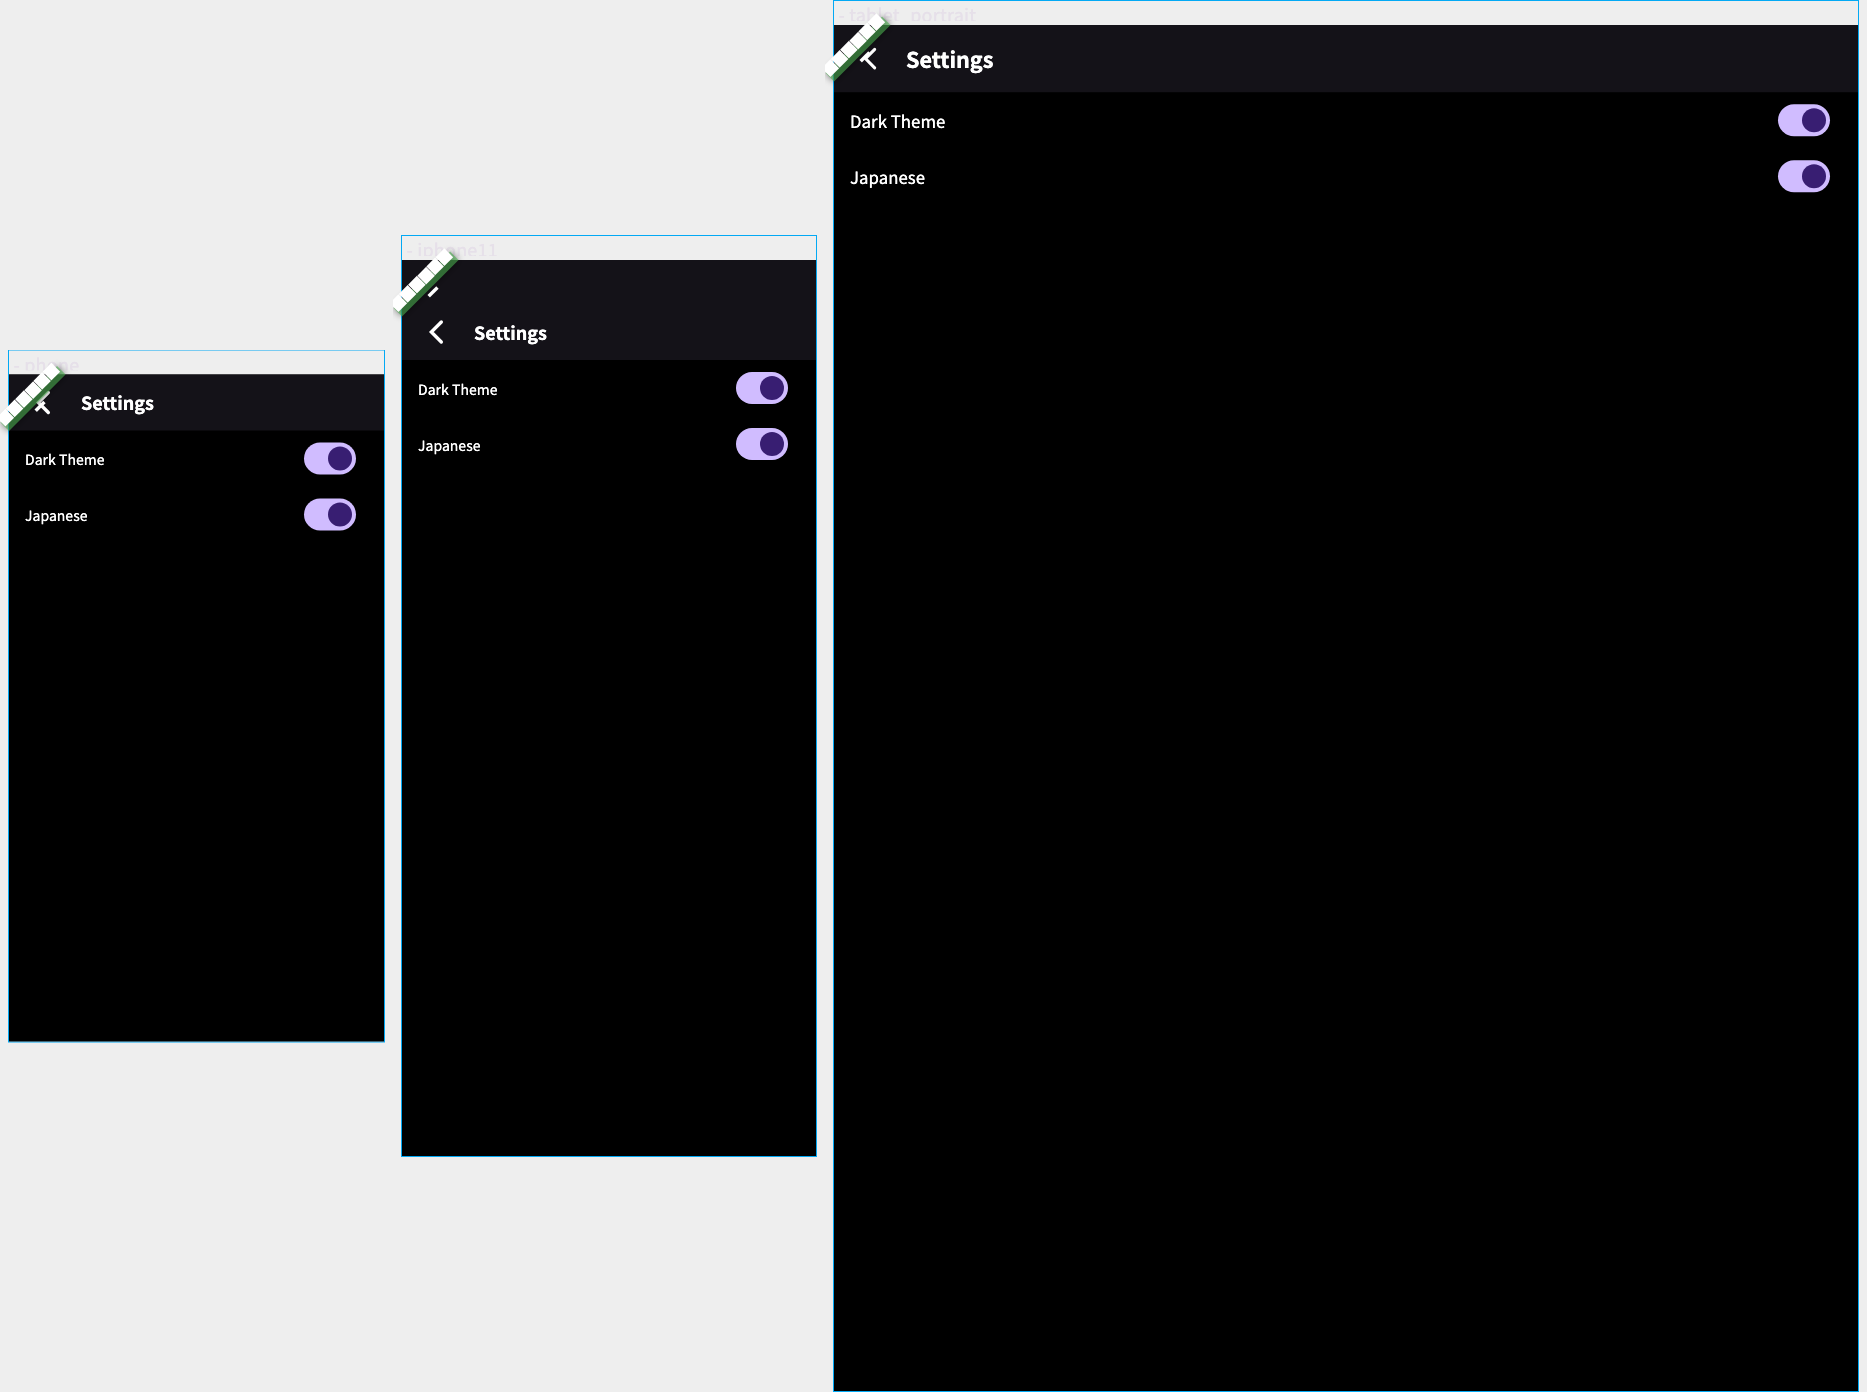 - phone
Settings
Dark Theme
Japanese
- iphone11
Settings
Dark Theme
Japanese
- tablet_portrait
Settings
Dark Theme
Japanese